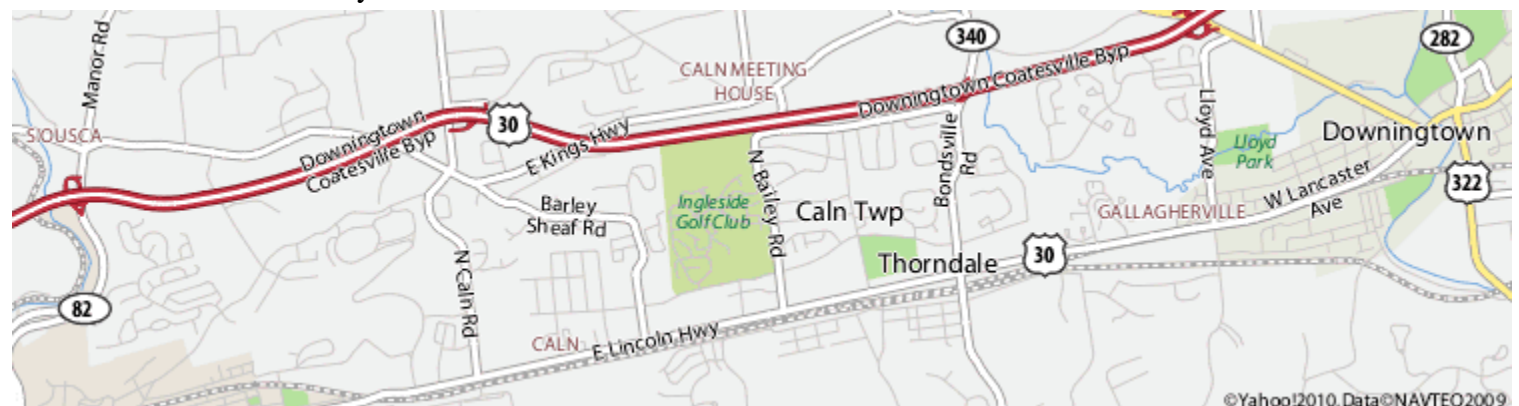 Manor Rd
340
282
CALN MEETING
HOUSE
Downingtown Coatesville Byp
30
Downingtown
Coatesville Byp
E Kings Hwy
SIOUSCA
Lloyd Ave
Lloyd
Park
Downingtown
Bondsville
Rd
N Bailey Rd
W Lancaster
Ave
322
Barley
Sheaf Rd
Ingleside
Golf Club
Caln Twp
GALLAGHERVILLE
30
Thorndale
N Caln Rd
82
CALN
E Lincoln Hwy
©Yahoo!2010, Data©NAVTEQ2009